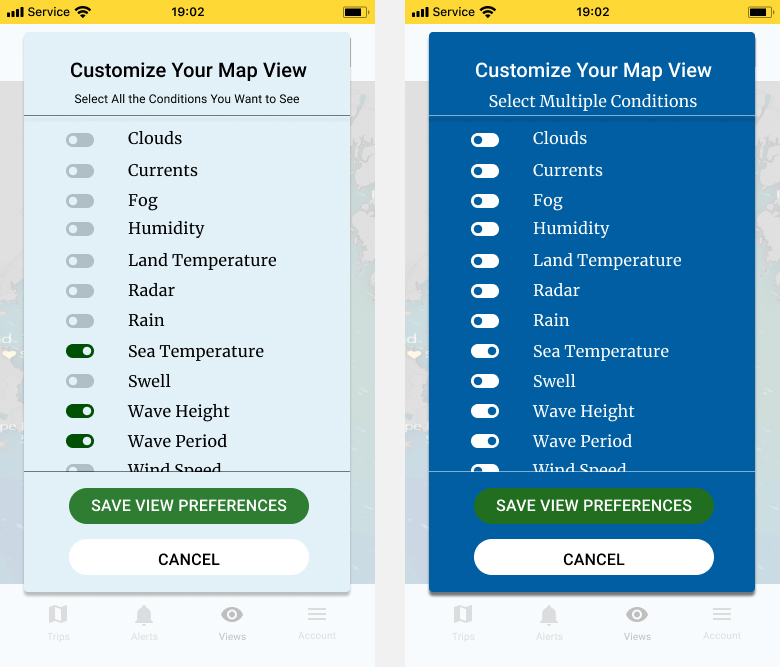 Service 19:02
Customize Your Map View
Select All the Conditions You Want to See
Clouds
Currents
Fog
Humidity
Land Temperature
Radar
Rain
Sea Temperature
Swell
Wave Height
Wave Period
Wind Speed
SAVE VIEW PREFERENCES
CANCEL
Trips Alerts Views Account
Service 19:02
Customize Your Map View
Select Multiple Conditions
Clouds
Currents
Fog
Humidity
Land Temperature
Radar
Rain
Sea Temperature
Swell
Wave Height
Wave Period
Wind Speed
SAVE VIEW PREFERENCES
CANCEL
Trips Alerts Views Account